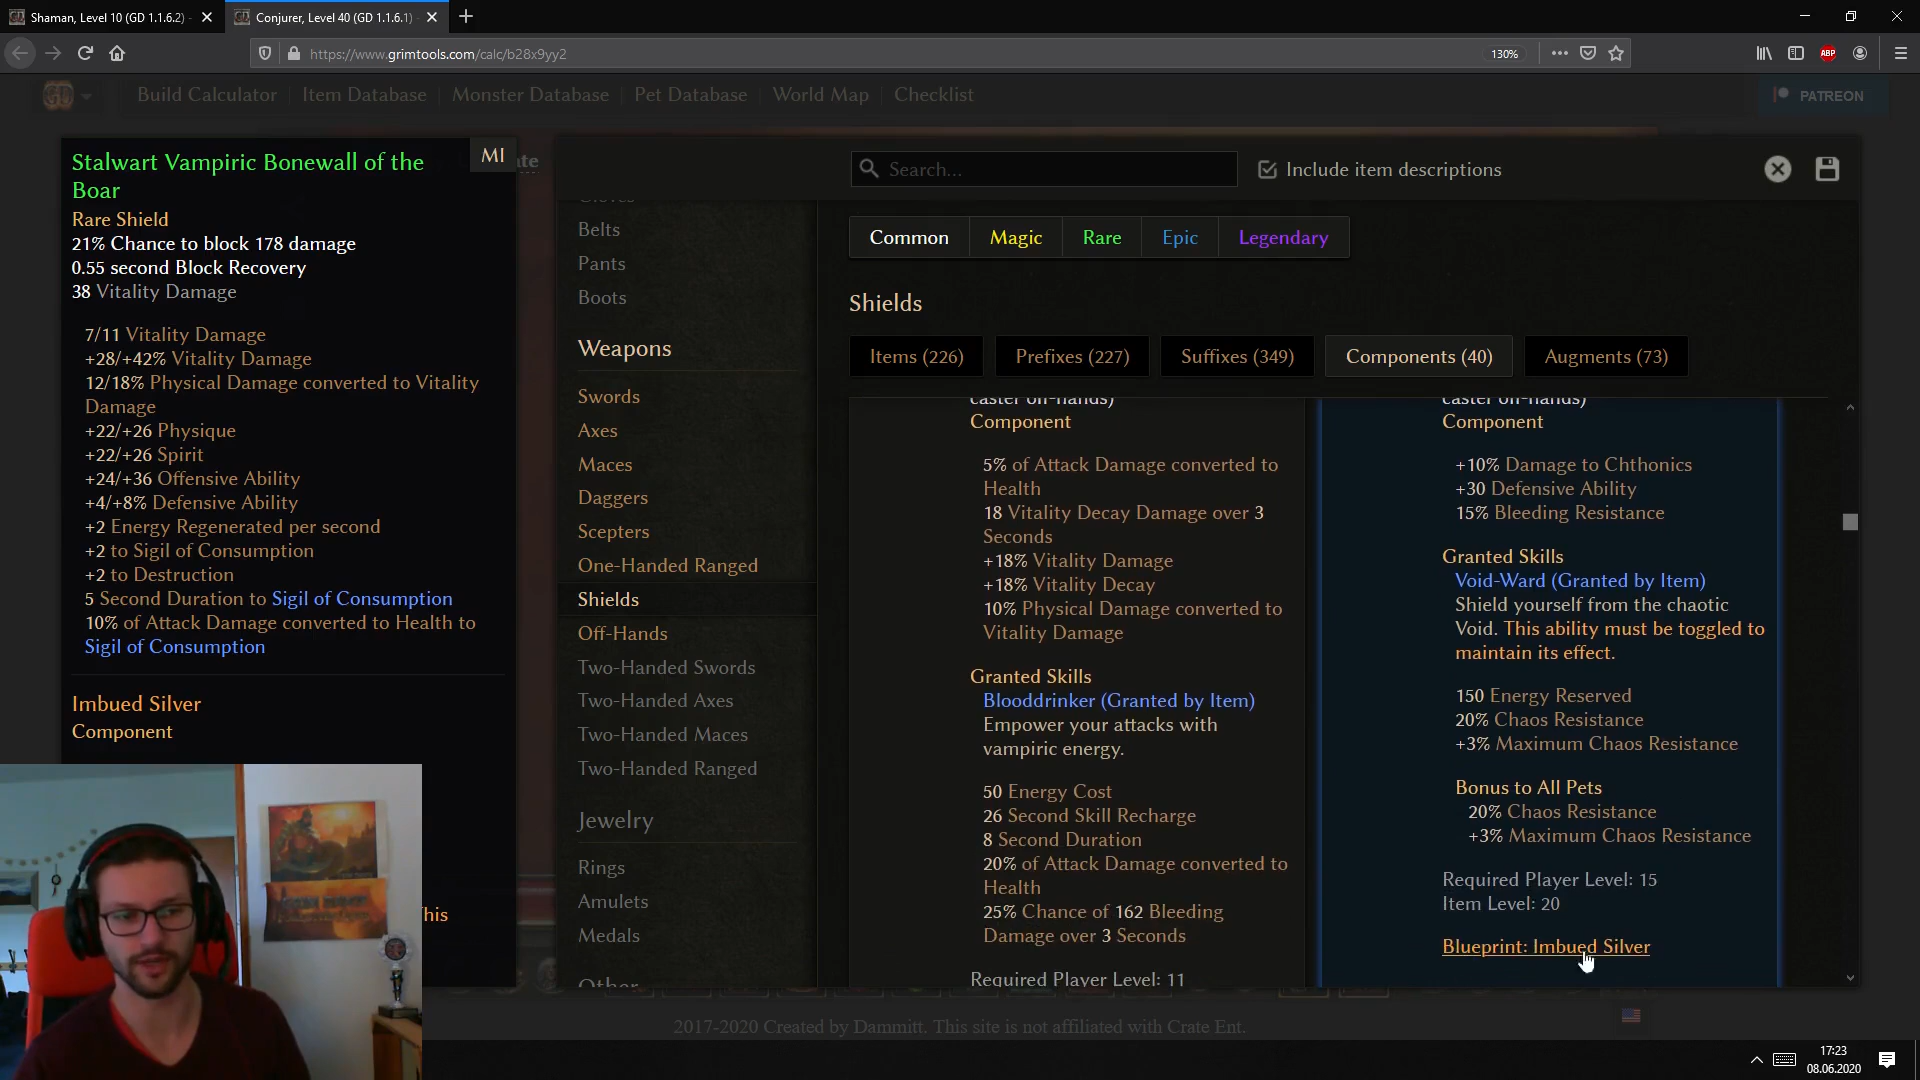 Shaman, Level 10 (GD 1.1.6.2)
Conjurer, Level 40 (GD 1.1.6.1)
https://www.grimtools.com/calc/b28x9yy2
130%
ABP
GD
Build Calculator
Item Database
Monster Database
Pet Database
World Map
Checklist
PATREON
Stalwart Vampiric Bonewall of the
Boar
MI
Rare Shield
21% Chance to block 178 damage
0.55 second Block Recovery
38 Vitality Damage
7/11 Vitality Damage
+28/+42% Vitality Damage
12/18% Physical Damage converted to Vitality
Damage
+22/+26 Physique
+22/+26 Spirit
+24/+36 Offensive Ability
+4/+8% Defensive Ability
+2 Energy Regenerated per second
+2 to Sigil of Consumption
+2 to Destruction
5 Second Duration to Sigil of Consumption
10% of Attack Damage converted to Health to
Sigil of Consumption
Imbued Silver
Component
Search...
Include item descriptions
Gloves
Belts
Pants
Boots
Weapons
Swords
Axes
Maces
Daggers
Scepters
One-Handed Ranged
Shields
Off-Hands
Two-Handed Swords
Two-Handed Axes
Two-Handed Maces
Two-Handed Ranged
Jewelry
Rings
Amulets
Medals
Other
Common
Magic
Rare
Epic
Legendary
Shields
Items (226)
Prefixes (227)
Suffixes (349)
Components (40)
Augments (73)
caster off-hands)
Component
5% of Attack Damage converted to
Health
18 Vitality Decay Damage over 3
Seconds
+18% Vitality Damage
+18% Vitality Decay
10% Physical Damage converted to
Vitality Damage
Granted Skills
Blooddrinker (Granted by Item)
Empower your attacks with
vampiric energy.
50 Energy Cost
26 Second Skill Recharge
8 Second Duration
20% of Attack Damage converted to
Health
25% Chance of 162 Bleeding
Damage over 3 Seconds
Required Player Level: 11
caster off-hands)
Component
+10% Damage to Chthonics
+30 Defensive Ability
15% Bleeding Resistance
Granted Skills
Void-Ward (Granted by Item)
Shield yourself from the chaotic
Void. This ability must be toggled to
maintain its effect.
150 Energy Reserved
20% Chaos Resistance
+3% Maximum Chaos Resistance
Bonus to All Pets
20% Chaos Resistance
+3% Maximum Chaos Resistance
Required Player Level: 15
Item Level: 20
Blueprint: Imbued Silver
2017-2020 Created by Dammitt. This site is not affiliated with Crate Ent.
17:23
08.06.2020